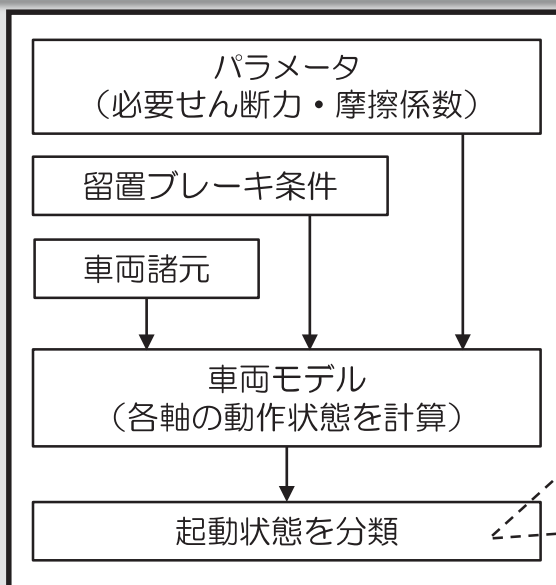 パラメータ
（必要せん断力・摩擦係数）
留置ブレーキ条件
車両諸元
車両モデル
（各軸の動作状態を計算）
起動状態を分類